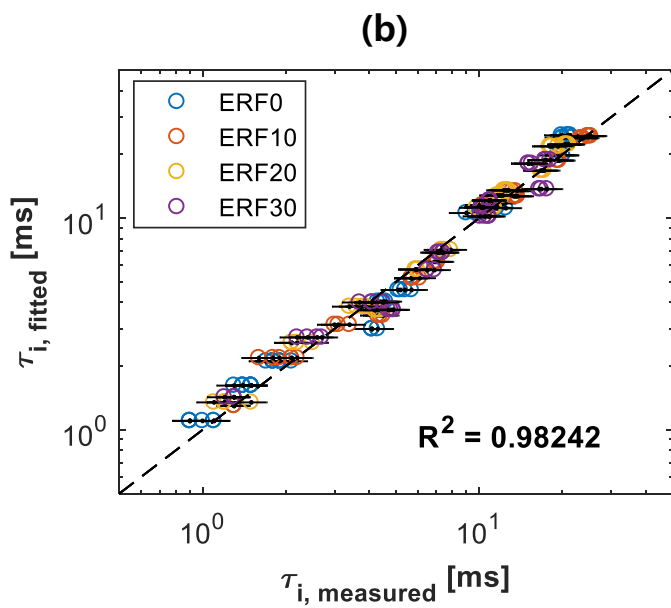 (b)
ERF0
ERF10
ERF20
ERF30
τi, fitted [ms]
10^1
10^0
R^2 = 0.98242
10^0
10^1
τi, measured [ms]